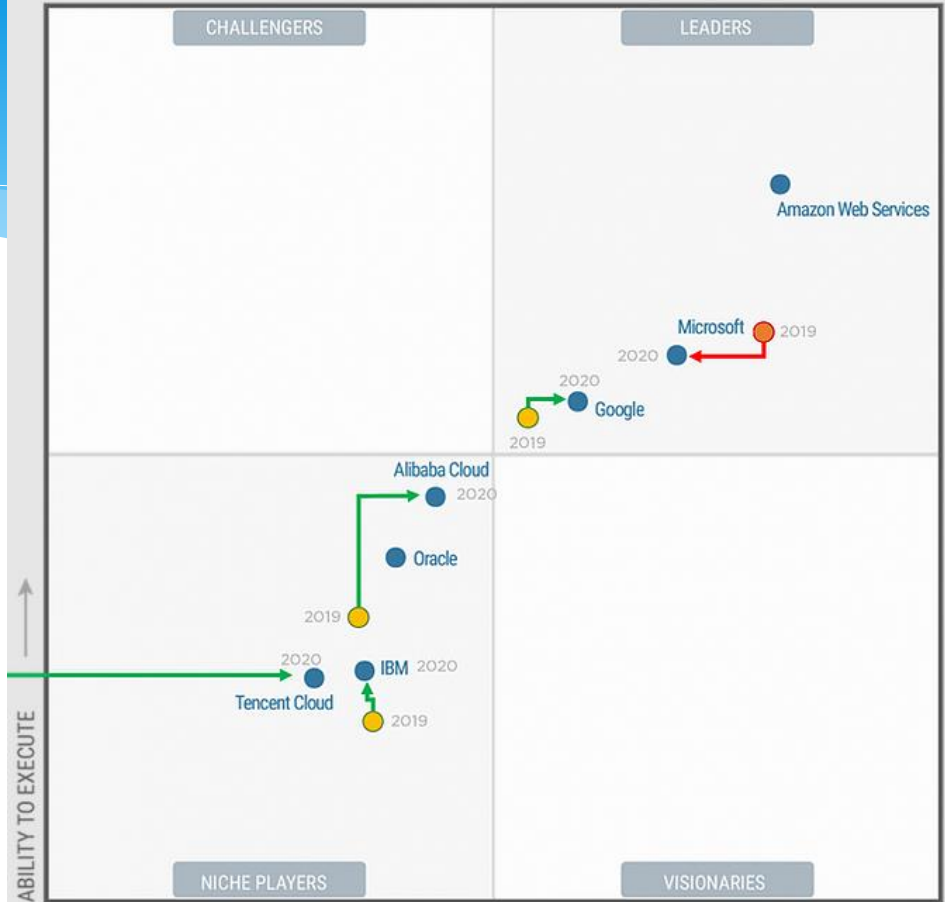 CHALLENGERS
LEADERS
Amazon Web Services
Microsoft
2019
2020
2020
Google
2019
Alibaba Cloud
2020
Oracle
2019
2020
IBM
2020
Tencent Cloud
2019
ABILITY TO EXECUTE
NICHE PLAYERS
VISIONARIES